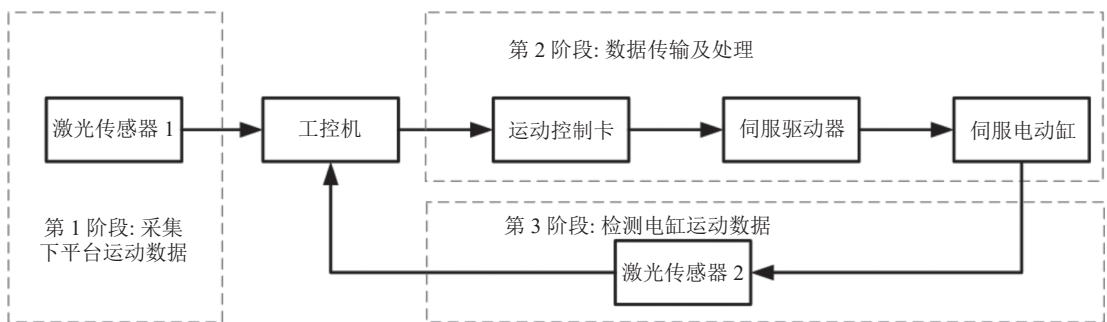 第 2 阶段: 数据传输及处理
激光传感器 1
工控机
运动控制卡
伺服驱动器
伺服电动缸
第 1 阶段: 采集
下平台运动数据
第 3 阶段: 检测电缸运动数据
激光传感器 2